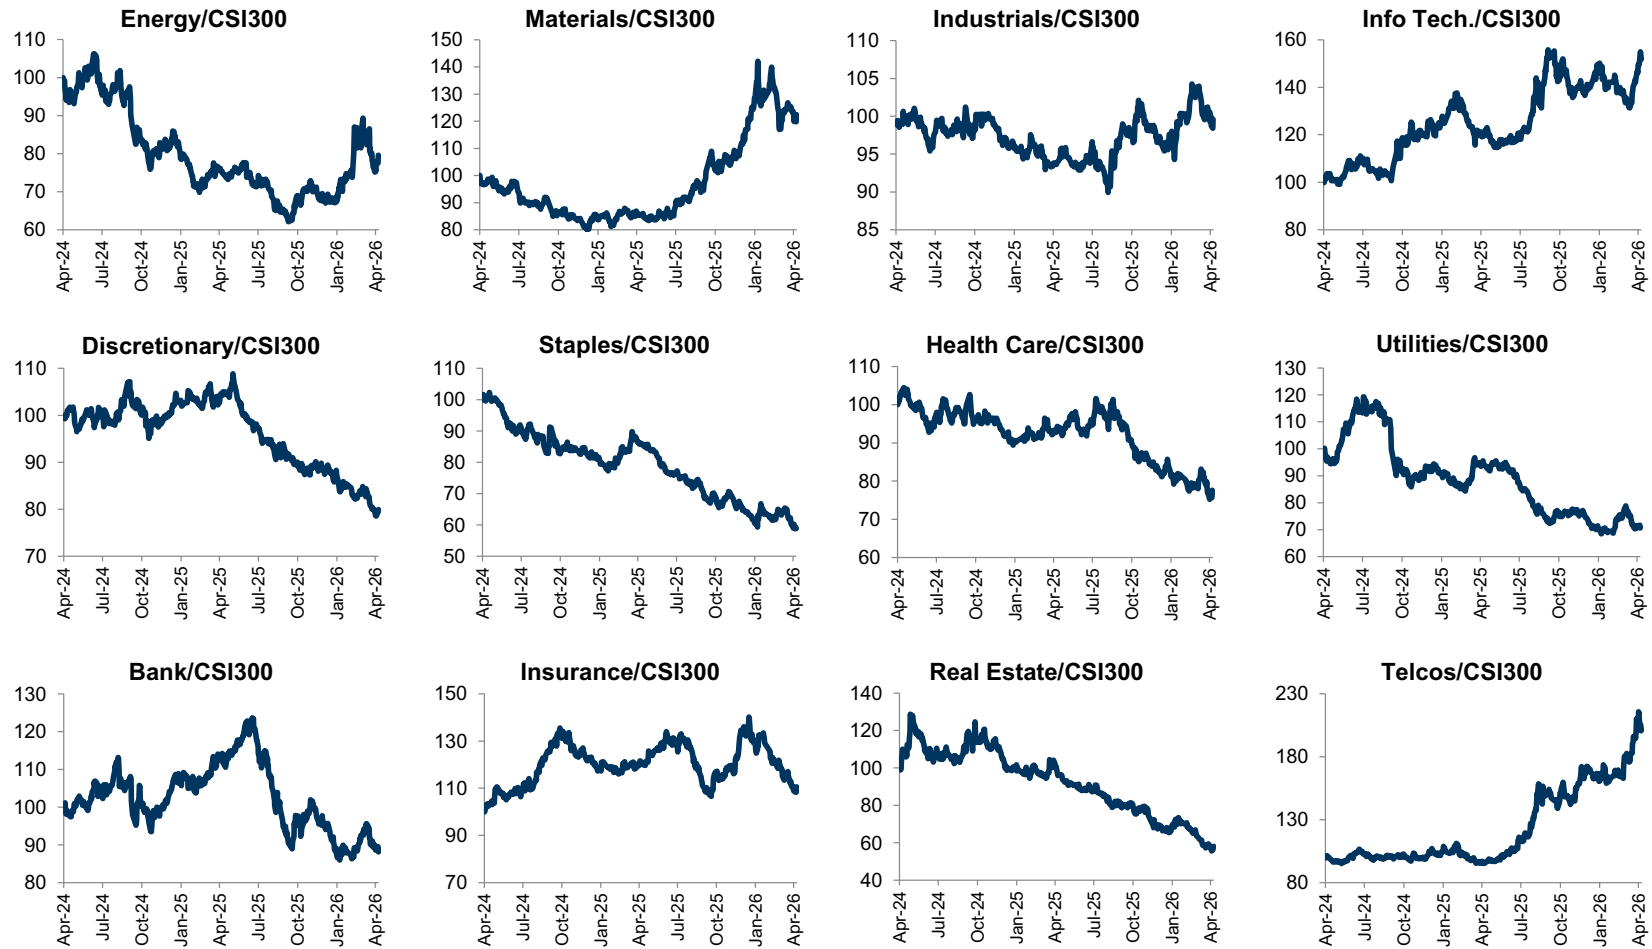 Energy/CSI300
110
100
90
80
70
60
Apr-24
Jul-24
Oct-24
Jan-25
Apr-25
Jul-25
Oct-25
Jan-26
Apr-26
Materials/CSI300
150
140
130
120
110
100
90
80
Apr-24
Jul-24
Oct-24
Jan-25
Apr-25
Jul-25
Oct-25
Jan-26
Apr-26
Industrials/CSI300
110
105
100
95
90
85
Apr-24
Jul-24
Oct-24
Jan-25
Apr-25
Jul-25
Oct-25
Jan-26
Apr-26
Info Tech./CSI300
160
140
120
100
80
Apr-24
Jul-24
Oct-24
Jan-25
Apr-25
Jul-25
Oct-25
Jan-26
Apr-26
Discretionary/CSI300
110
100
90
80
70
Apr-24
Jul-24
Oct-24
Jan-25
Apr-25
Jul-25
Oct-25
Jan-26
Apr-26
Staples/CSI300
110
100
90
80
70
60
50
Apr-24
Jul-24
Oct-24
Jan-25
Apr-25
Jul-25
Oct-25
Jan-26
Apr-26
Health Care/CSI300
110
100
90
80
70
60
Apr-24
Jul-24
Oct-24
Jan-25
Apr-25
Jul-25
Oct-25
Jan-26
Apr-26
Utilities/CSI300
130
120
110
100
90
80
70
60
Apr-24
Jul-24
Oct-24
Jan-25
Apr-25
Jul-25
Oct-25
Jan-26
Apr-26
Bank/CSI300
130
120
110
100
90
80
Apr-24
Jul-24
Oct-24
Jan-25
Apr-25
Jul-25
Oct-25
Jan-26
Apr-26
Insurance/CSI300
150
130
110
90
70
Apr-24
Jul-24
Oct-24
Jan-25
Apr-25
Jul-25
Oct-25
Jan-26
Apr-26
Real Estate/CSI300
140
120
100
80
60
40
Apr-24
Jul-24
Oct-24
Jan-25
Apr-25
Jul-25
Oct-25
Jan-26
Apr-26
Telcos/CSI300
230
180
130
80
Apr-24
Jul-24
Oct-24
Jan-25
Apr-25
Jul-25
Oct-25
Jan-26
Apr-26